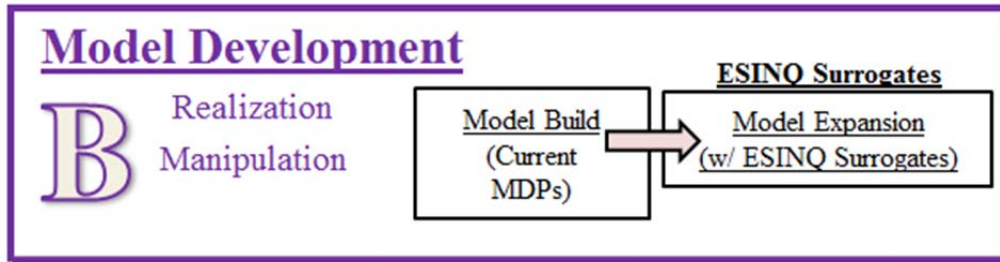 Model Development
B
Realization
Manipulation
Model Build
(Current
MDPs)
ESINQ Surrogates
Model Expansion
(w/ ESINQ Surrogates)